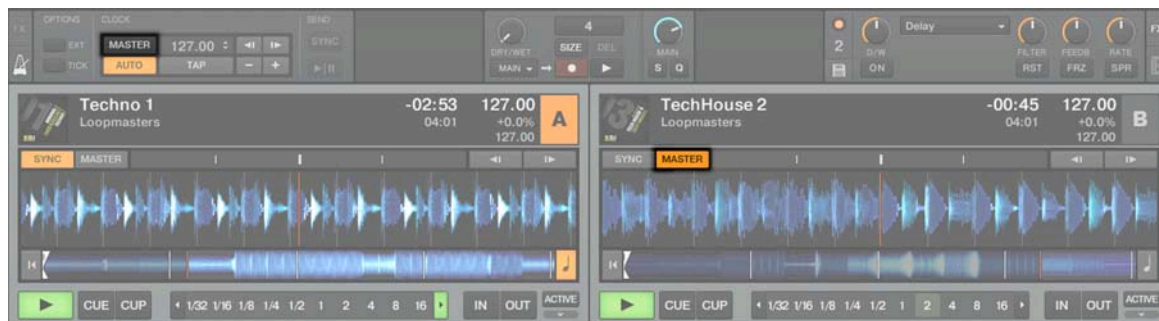 FX OPTIONS CLOCK SEND
EXT MASTER 127.00 SYNC
TICK AUTO TAP - +
4
DRY/WET SIZE DEL MAIN
MAIN S Q
2 D/W Delay FILTER FEEDB RATE
ON RST FRZ SPR
Techno 1 -02:53 127.00 A
Loopmasters 04:01 +0.0%
127.00
SYNC MASTER
CUE CUP 1/32 1/16 1/8 1/4 1/2 1 2 4 8 16 IN OUT ACTIVE
TechHouse 2 -00:45 127.00 B
Loopmasters 04:01 +0.0%
127.00
SYNC MASTER
CUE CUP 1/32 1/16 1/8 1/4 1/2 1 2 4 8 16 IN OUT ACTIVE